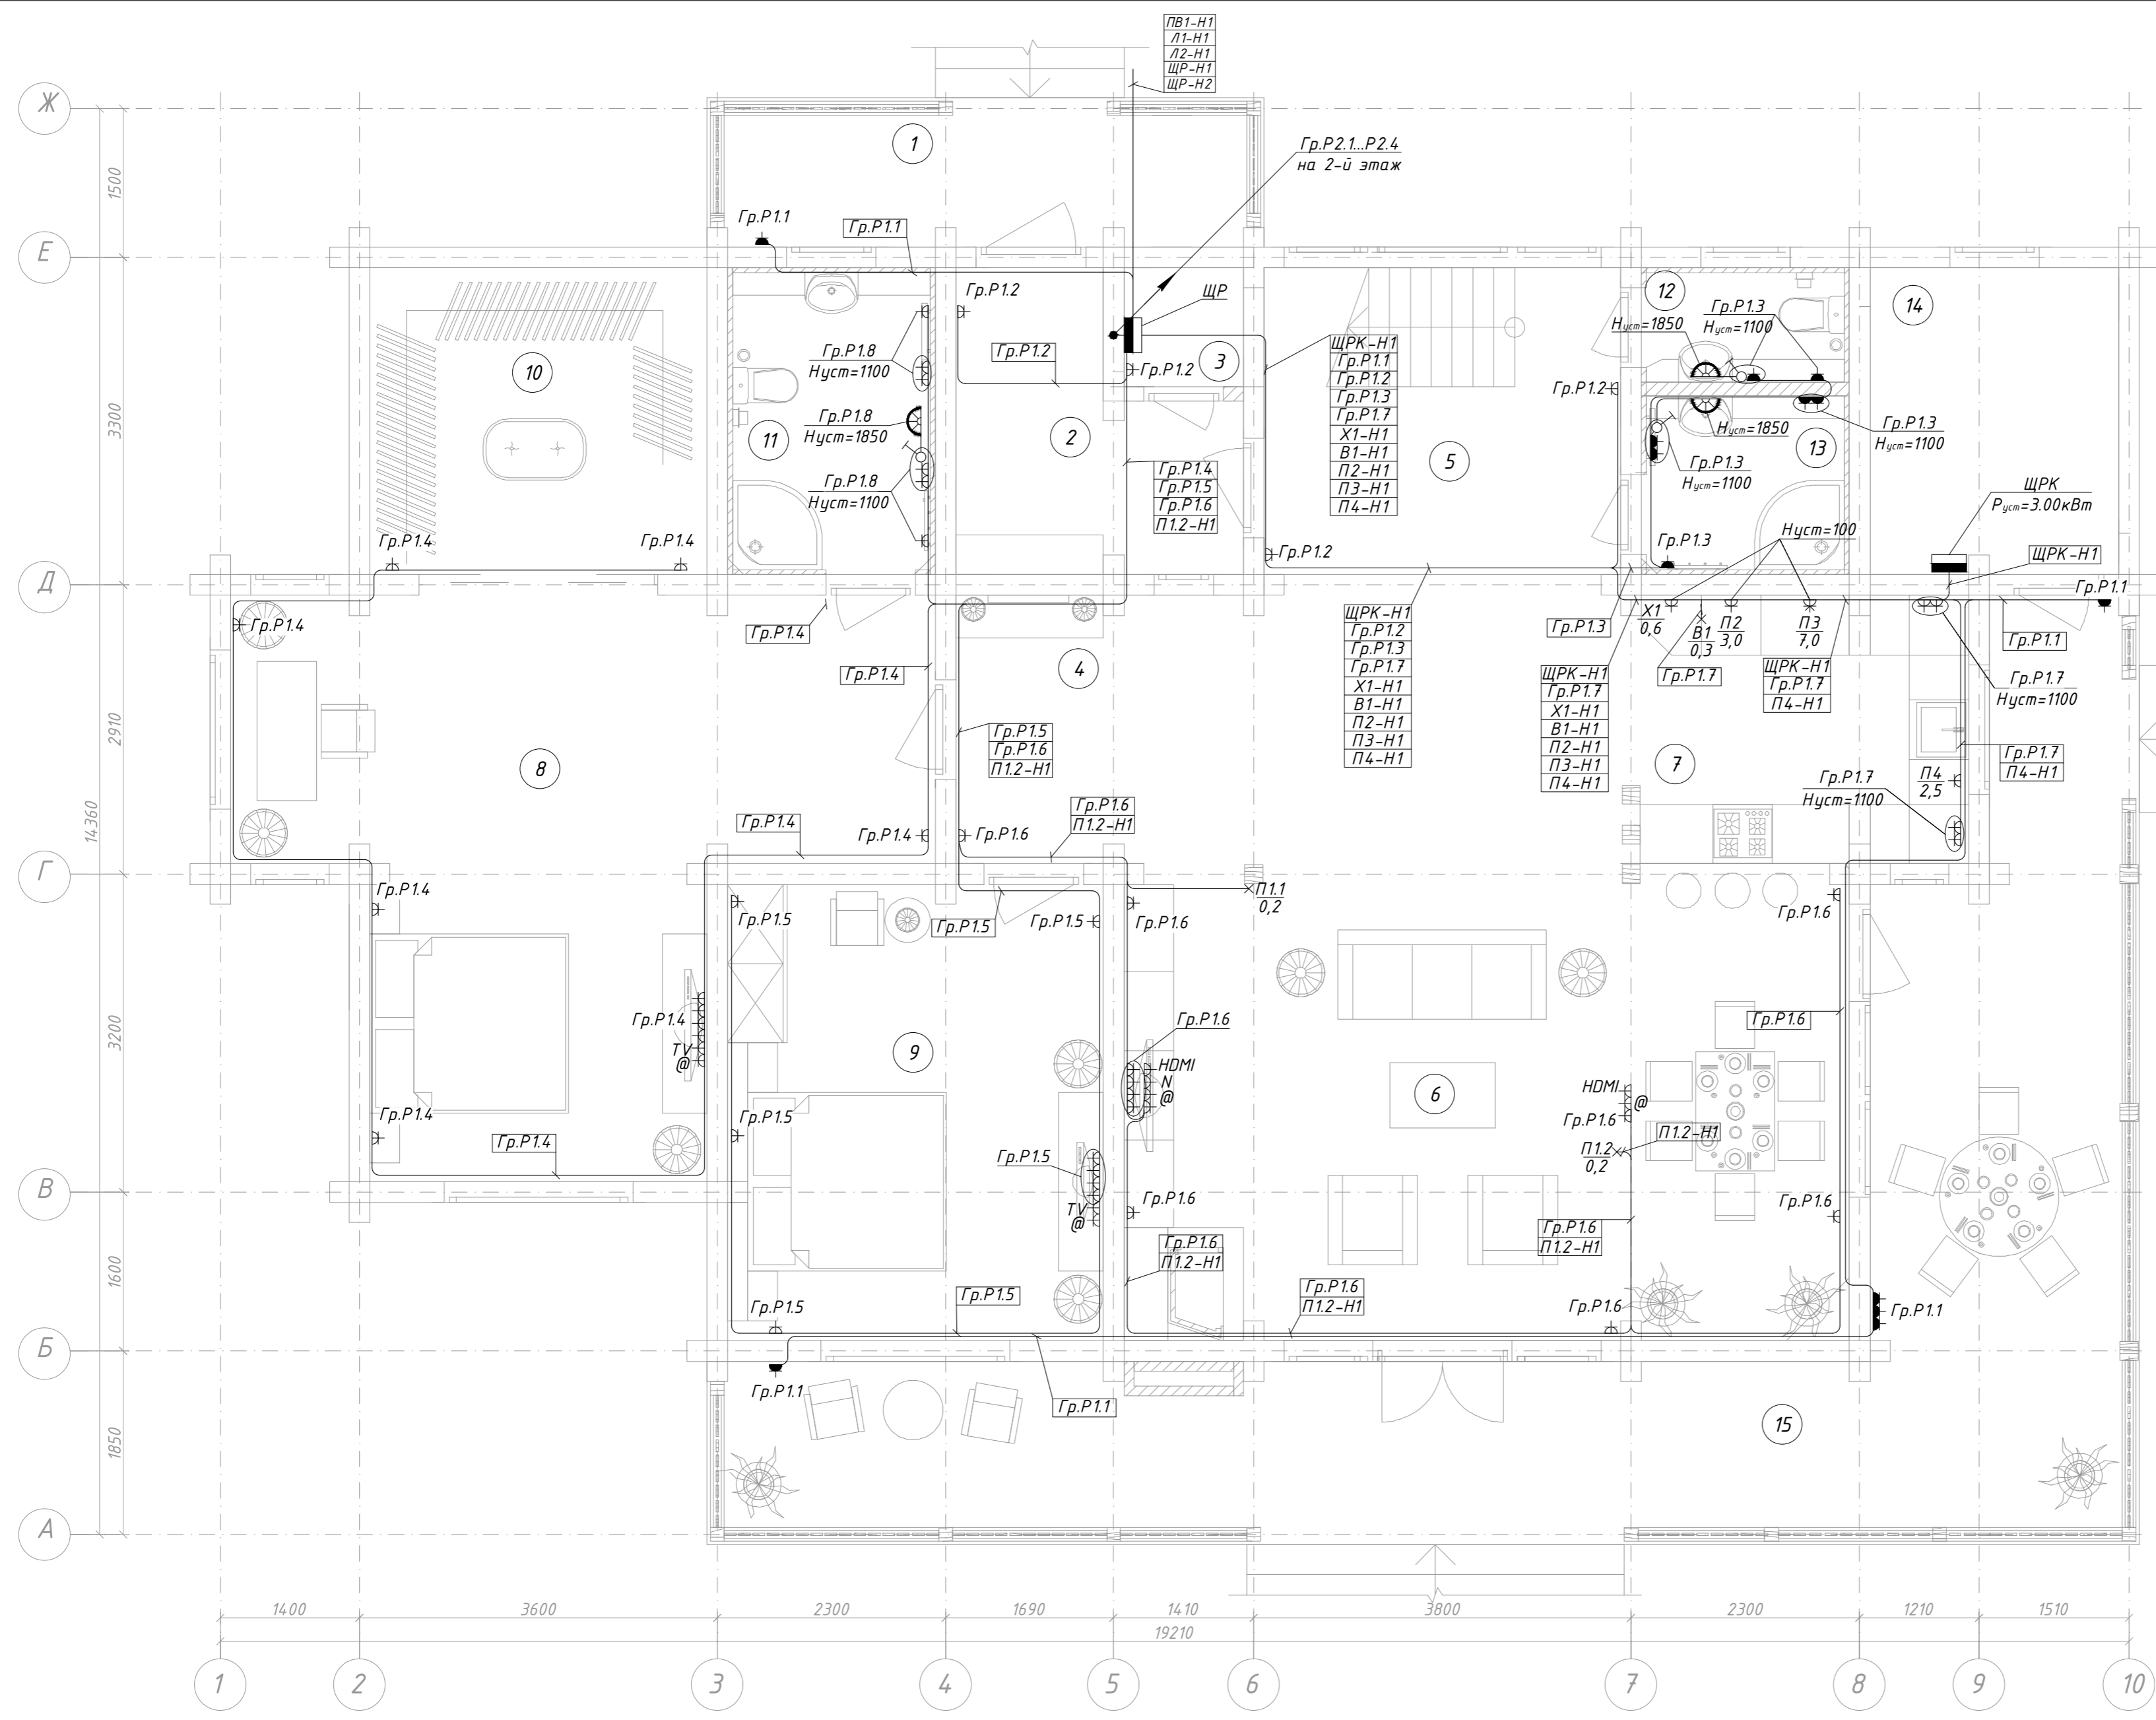 ПВ1-Н1
Л1-Н1
Л2-Н1
ЩР-Н1
ЩР-Н2
Ж
1
Гр.Р2.1...Р2.4
на 2-й этаж
1500
Гр.Р1.1
Гр.Р1.1
Е
Гр.Р1.2
ЩР
12
Гр.Р1.3
Нуст=1100
Нуст=1850
14
10
Гр.Р1.8
Нуст=1100
Гр.Р1.2
Гр.Р1.2
3
ЩРК-Н1
Гр.Р1.1
Гр.Р1.2
Гр.Р1.3
Гр.Р1.7
Х1-Н1
В1-Н1
П2-Н1
П3-Н1
П4-Н1
Гр.Р1.2
3300
11
Гр.Р1.8
Нуст=1850
2
5
Нуст=1850
13
Гр.Р1.3
Нуст=1100
Гр.Р1.3
Нуст=1100
Гр.Р1.8
Нуст=1100
Гр.Р1.4
Гр.Р1.5
Гр.Р1.6
П1.2-Н1
ЩРК
Руст=3.00кВт
Гр.Р1.4
Гр.Р1.4
Гр.Р1.2
Гр.Р1.3
Нуст=100
ЩРК-Н1
Д
Гр.Р1.1
Гр.Р1.4
Гр.Р1.4
ЩРК-Н1
Гр.Р1.2
Гр.Р1.3
Гр.Р1.7
Х1-Н1
В1-Н1
П2-Н1
П3-Н1
П4-Н1
Гр.Р1.3
Х1
0,6
В1
0,3
П2
3,0
П3
7,0
Гр.Р1.1
Гр.Р1.4
4
ЩРК-Н1
Гр.Р1.7
Х1-Н1
В1-Н1
П2-Н1
П3-Н1
П4-Н1
Гр.Р1.7
ЩРК-Н1
Гр.Р1.7
П4-Н1
Гр.Р1.7
Нуст=1100
2910
14360
8
Гр.Р1.5
Гр.Р1.6
П1.2-Н1
7
Гр.Р1.7
Нуст=1100
П4
2,5
Гр.Р1.7
П4-Н1
Гр.Р1.4
Гр.Р1.4
Гр.Р1.6
Гр.Р1.6
П1.2-Н1
Г
Гр.Р1.4
Гр.Р1.5
Гр.Р1.5
Гр.Р1.5
Гр.Р1.6
П1.1
0,2
Гр.Р1.6
3200
Гр.Р1.4
TV
@
9
Гр.Р1.6
HDMI
N
@
6
Гр.Р1.6
HDMI
@
Гр.Р1.6
Гр.Р1.4
Гр.Р1.5
Гр.Р1.4
Гр.Р1.5
TV
@
П1.2
0,2
П1.2-Н1
В
Гр.Р1.6
Гр.Р1.6
Гр.Р1.6
П1.2-Н1
Гр.Р1.6
П1.2-Н1
1600
Гр.Р1.5
Гр.Р1.5
Гр.Р1.6
П1.2-Н1
Гр.Р1.6
Гр.Р1.1
Б
Гр.Р1.1
Гр.Р1.1
15
1850
А
1400
3600
2300
1690
1410
3800
2300
1210
1510
19210
1
2
3
4
5
6
7
8
9
10